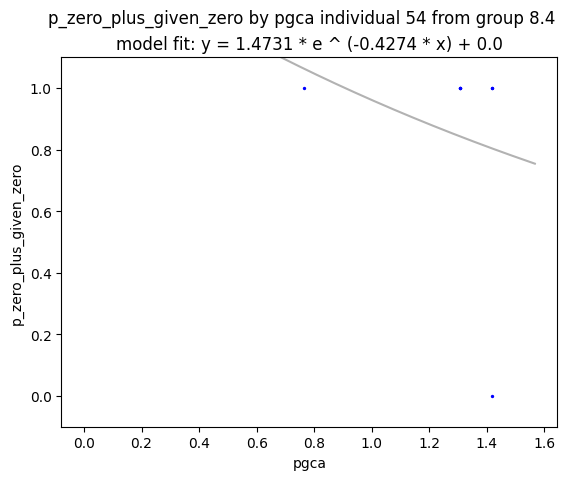 p_zero_plus_given_zero by pgca individual 54 from group 8.4
model fit: y = 1.4731 * e ^ (-0.4274 * x) + 0.0
1.0
0.8
0.6
0.4
0.2
0.0
p_zero_plus_given_zero
0.0 0.2 0.4 0.6 0.8 1.0 1.2 1.4 1.6
pgca